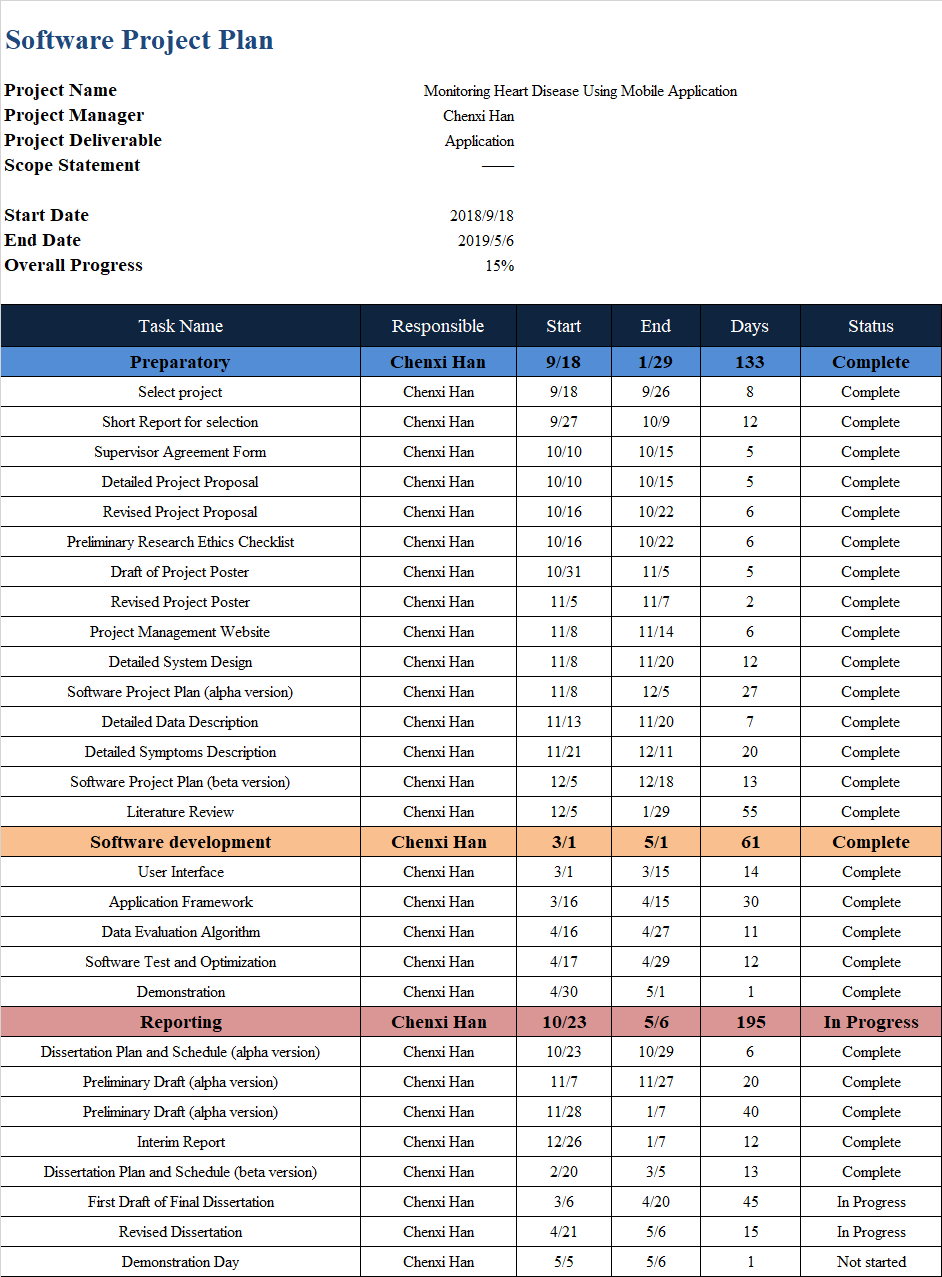 Software Project Plan
Project Name Monitoring Heart Disease Using Mobile Application
Project Manager Chenxi Han
Project Deliverable Application
Scope Statement ——
Start Date 2018/9/18
End Date 2019/5/6
Overall Progress 15%
Task Name Responsible Start End Days Status
Preparatory Chenxi Han 9/18 1/29 133 Complete
Select project Chenxi Han 9/18 9/26 8 Complete
Short Report for selection Chenxi Han 9/27 10/9 12 Complete
Supervisor Agreement Form Chenxi Han 10/10 10/15 5 Complete
Detailed Project Proposal Chenxi Han 10/10 10/15 5 Complete
Revised Project Proposal Chenxi Han 10/16 10/22 6 Complete
Preliminary Research Ethics Checklist Chenxi Han 10/16 10/22 6 Complete
Draft of Project Poster Chenxi Han 10/31 11/5 5 Complete
Revised Project Poster Chenxi Han 11/5 11/7 2 Complete
Project Management Website Chenxi Han 11/8 11/14 6 Complete
Detailed System Design Chenxi Han 11/8 11/20 12 Complete
Software Project Plan (alpha version) Chenxi Han 11/8 12/5 27 Complete
Detailed Data Description Chenxi Han 11/13 11/20 7 Complete
Detailed Symptoms Description Chenxi Han 11/21 12/11 20 Complete
Software Project Plan (beta version) Chenxi Han 12/5 12/18 13 Complete
Literature Review Chenxi Han 12/5 1/29 55 Complete
Software development Chenxi Han 3/1 5/1 61 Complete
User Interface Chenxi Han 3/1 3/15 14 Complete
Application Framework Chenxi Han 3/16 4/15 30 Complete
Data Evaluation Algorithm Chenxi Han 4/16 4/27 11 Complete
Software Test and Optimization Chenxi Han 4/17 4/29 12 Complete
Demonstration Chenxi Han 4/30 5/1 1 Complete
Reporting Chenxi Han 10/23 5/6 195 In Progress
Dissertation Plan and Schedule (alpha version) Chenxi Han 10/23 10/29 6 Complete
Preliminary Draft (alpha version) Chenxi Han 11/7 11/27 20 Complete
Preliminary Draft (alpha version) Chenxi Han 11/28 1/7 40 Complete
Interim Report Chenxi Han 12/26 1/7 12 Complete
Dissertation Plan and Schedule (beta version) Chenxi Han 2/20 3/5 13 Complete
First Draft of Final Dissertation Chenxi Han 3/6 4/20 45 In Progress
Revised Dissertation Chenxi Han 4/21 5/6 15 In Progress
Demonstration Day Chenxi Han 5/5 5/6 1 Not started